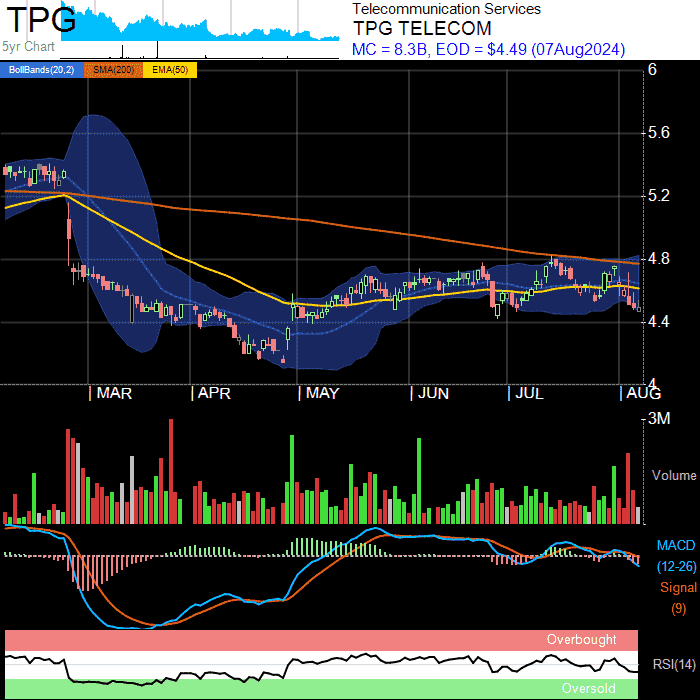 TPG
5yr Chart
Telecommunication Services
TPG TELECOM
MC = 8.3B, EOD = $4.49 (07Aug2024)
BollBands(20,2) SMA(200) EMA(50)
6
5.6
5.2
4.8
4.4
4
MAR APR MAY JUN JUL AUG
3M
Volume
MACD
(12-26)
Signal
(9)
Overbought
RSI(14)
Oversold